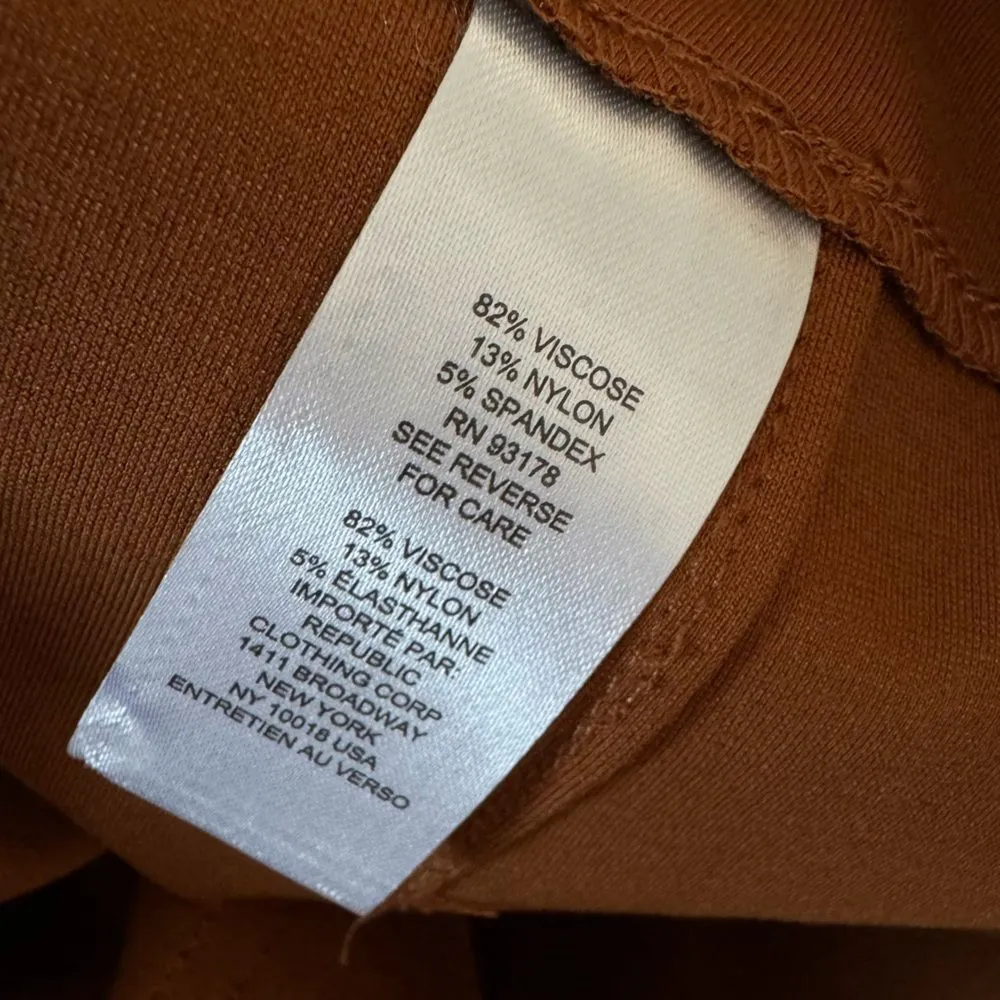 82% VISCOSE
13% NYLON
5% SPANDEX
RN 93178
SEE REVERSE
FOR CARE
82% VISCOSE
13% NYLON
5% ÉLASTHANNE
IMPORTÉ PAR:
REPUBLIC
CLOTHING CORP
1411 BROADWAY
NEW YORK
NY 10018 USA
ENTRETIEN AU VERSO